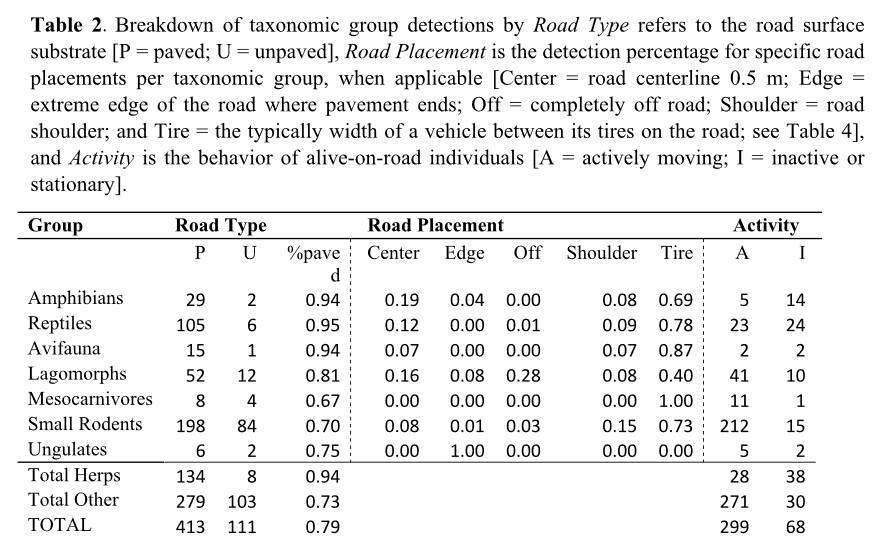 Table 2. Breakdown of taxonomic group detections by Road Type refers to the road surface
substrate [P = paved; U = unpaved], Road Placement is the detection percentage for specific road
placements per taxonomic group, when applicable [Center = road centerline 0.5 m; Edge =
extreme edge of the road where pavement ends; Off = completely off road; Shoulder = road
shoulder; and Tire = the typically width of a vehicle between its tires on the road; see Table 4],
and Activity is the behavior of alive-on-road individuals [A = actively moving; I = inactive or
stationary].
Group Road Type Road Placement Activity
P U %pave Center Edge Off Shoulder Tire A I
d
Amphibians 29 2 0.94 0.19 0.04 0.00 0.08 0.69 5 14
Reptiles 105 6 0.95 0.12 0.00 0.01 0.09 0.78 23 24
Avifauna 15 1 0.94 0.07 0.00 0.00 0.07 0.87 2 2
Lagomorphs 52 12 0.81 0.16 0.08 0.28 0.08 0.40 41 10
Mesocarnivores 8 4 0.67 0.00 0.00 0.00 0.00 1.00 11 1
Small Rodents 198 84 0.70 0.08 0.01 0.03 0.15 0.73 212 15
Ungulates 6 2 0.75 0.00 1.00 0.00 0.00 0.00 5 2
Total Herps 134 8 0.94 28 38
Total Other 279 103 0.73 271 30
TOTAL 413 111 0.79 299 68